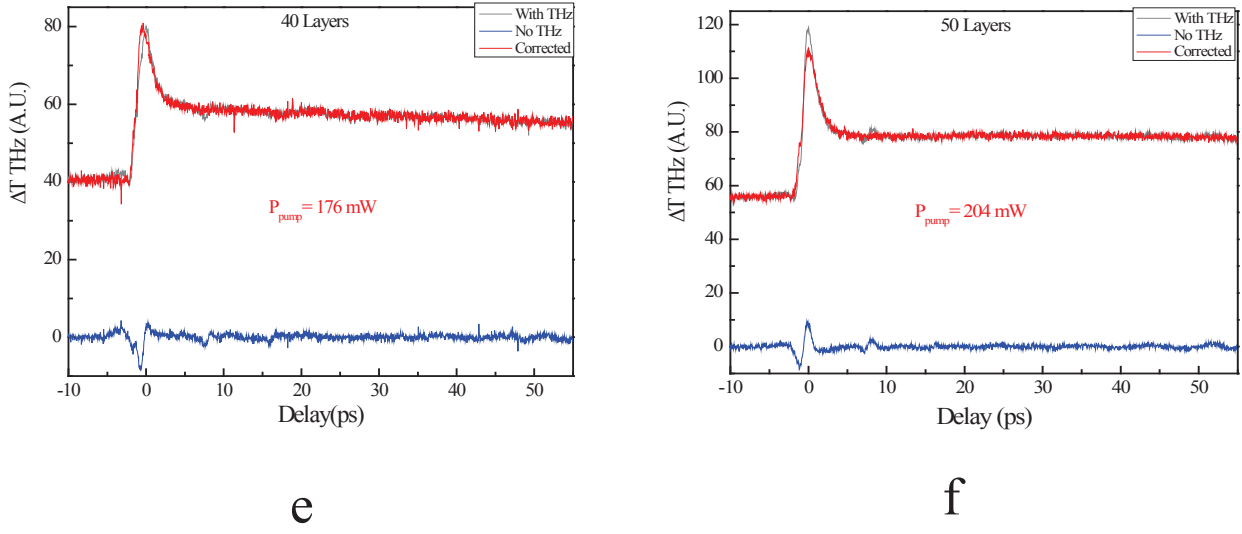 40 Layers
With THz
No THz
Corrected
80
60
40
20
0
ΔT THz (A.U.)
P_pump = 176 mW
-10 0 10 20 30 40 50
Delay(ps)
e
50 Layers
With THz
No THz
Corrected
120
100
80
60
40
20
0
ΔT THz (A.U.)
P_pump = 204 mW
-10 0 10 20 30 40 50
Delay (ps)
f